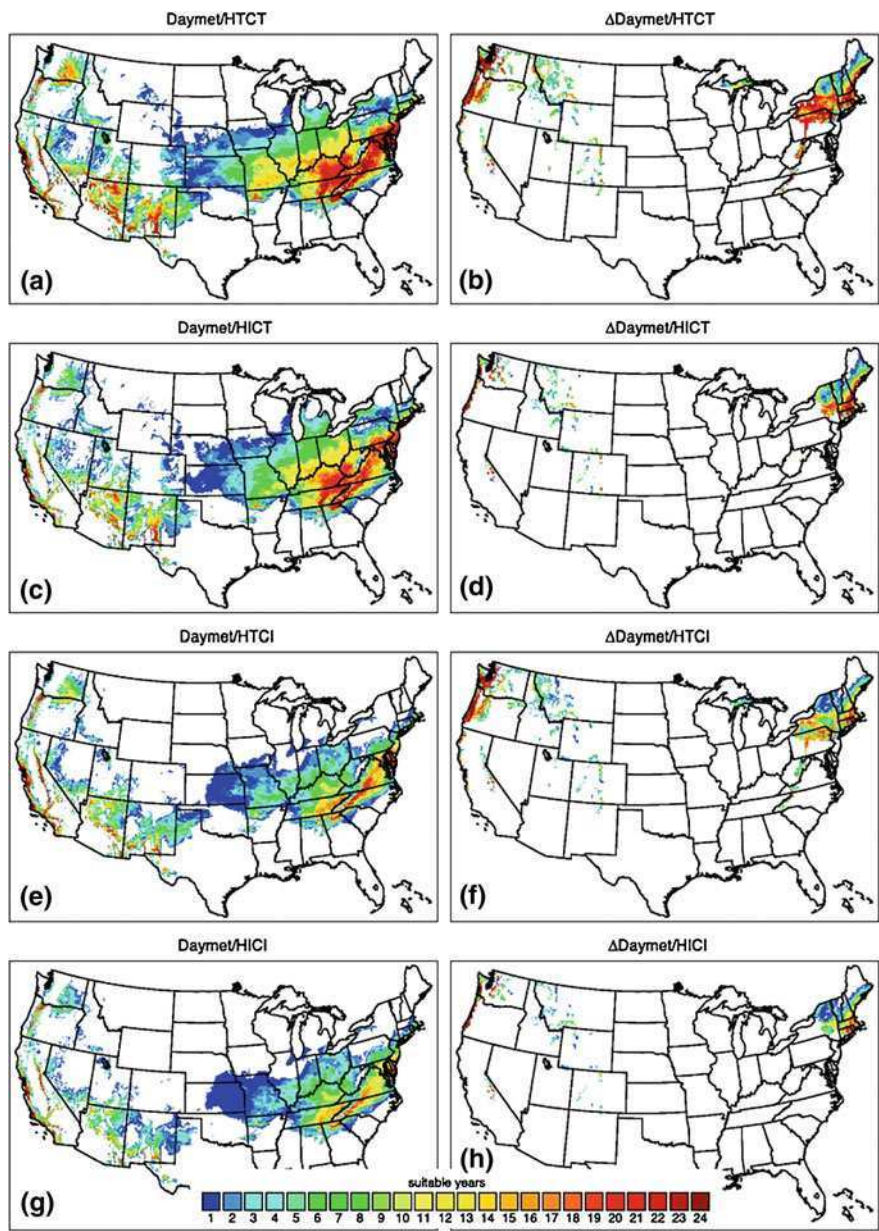 Daymet/HTCT
ΔDaymet/HTCT
(a)
(b)
Daymet/HICT
ΔDaymet/HICT
(c)
(d)
Daymet/HTCI
ΔDaymet/HTCI
(e)
(f)
Daymet/HICI
ΔDaymet/HICI
(g)
(h)
suitable years
1 2 3 4 5 6 7 8 9 10 11 12 13 14 15 16 17 18 19 20 21 22 23 24